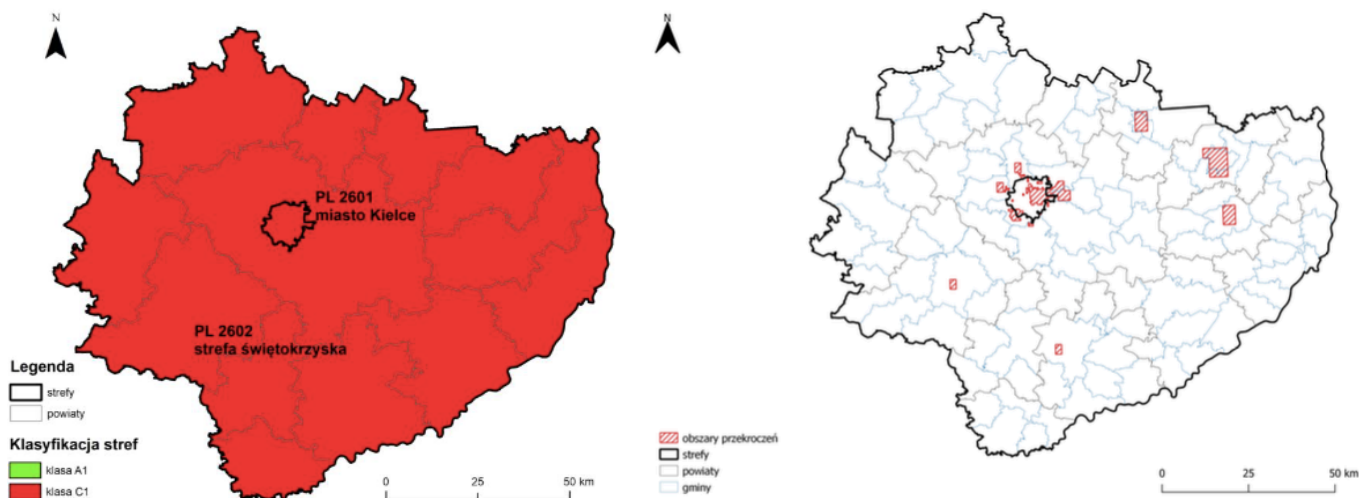 N
PL 2601
miasto Kielce
PL 2602
strefa świętokrzyska
Legenda
strefy
powiaty
Klasyfikacja stref
klasa A1
klasa C1
0 25 50 km
N
obszary przekroczeń
strefy
powiaty
gminy
0 25 50 km